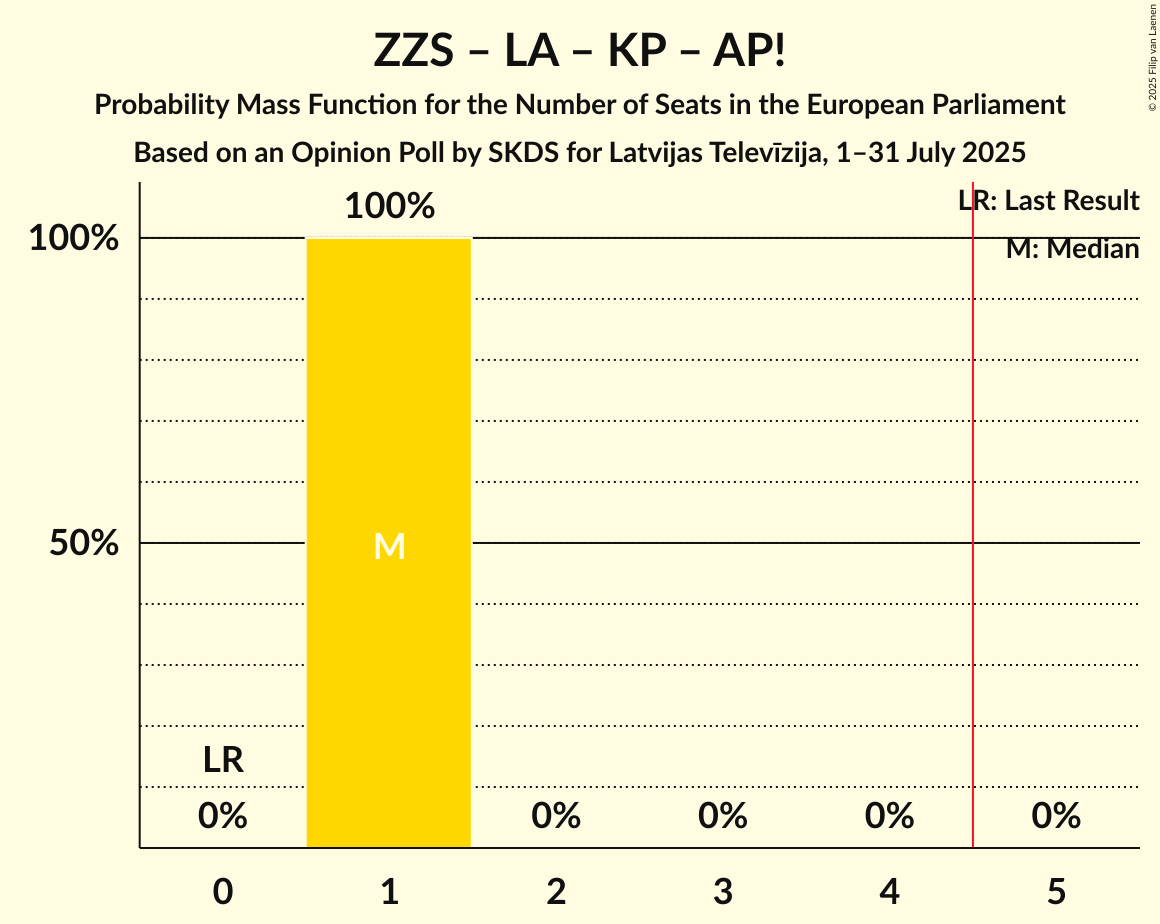 ZZS – LA – KP – AP!
Probability Mass Function for the Number of Seats in the European Parliament
Based on an Opinion Poll by SKDS for Latvijas Televīzija, 1–31 July 2025
© 2025 Filip van Laenen
LR: Last Result
M: Median
100%
100%
50%
M
LR
0%
0%
0%
0%
0%
0
1
2
3
4
5